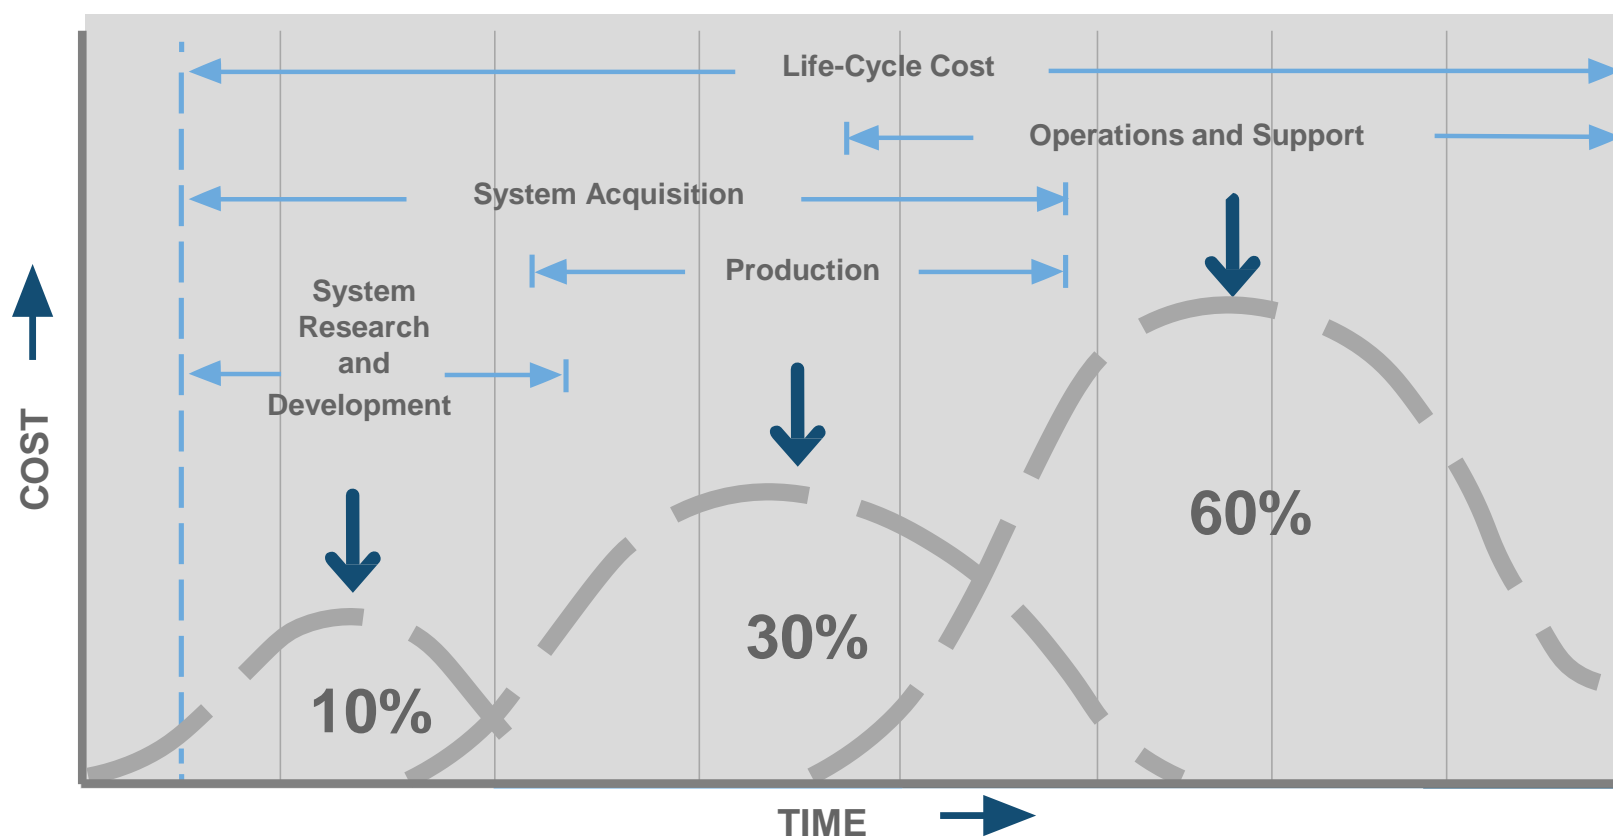 Life-Cycle Cost
Operations and Support
System Acquisition
Production
System
Research
and
Development
COST
60%
30%
10%
TIME